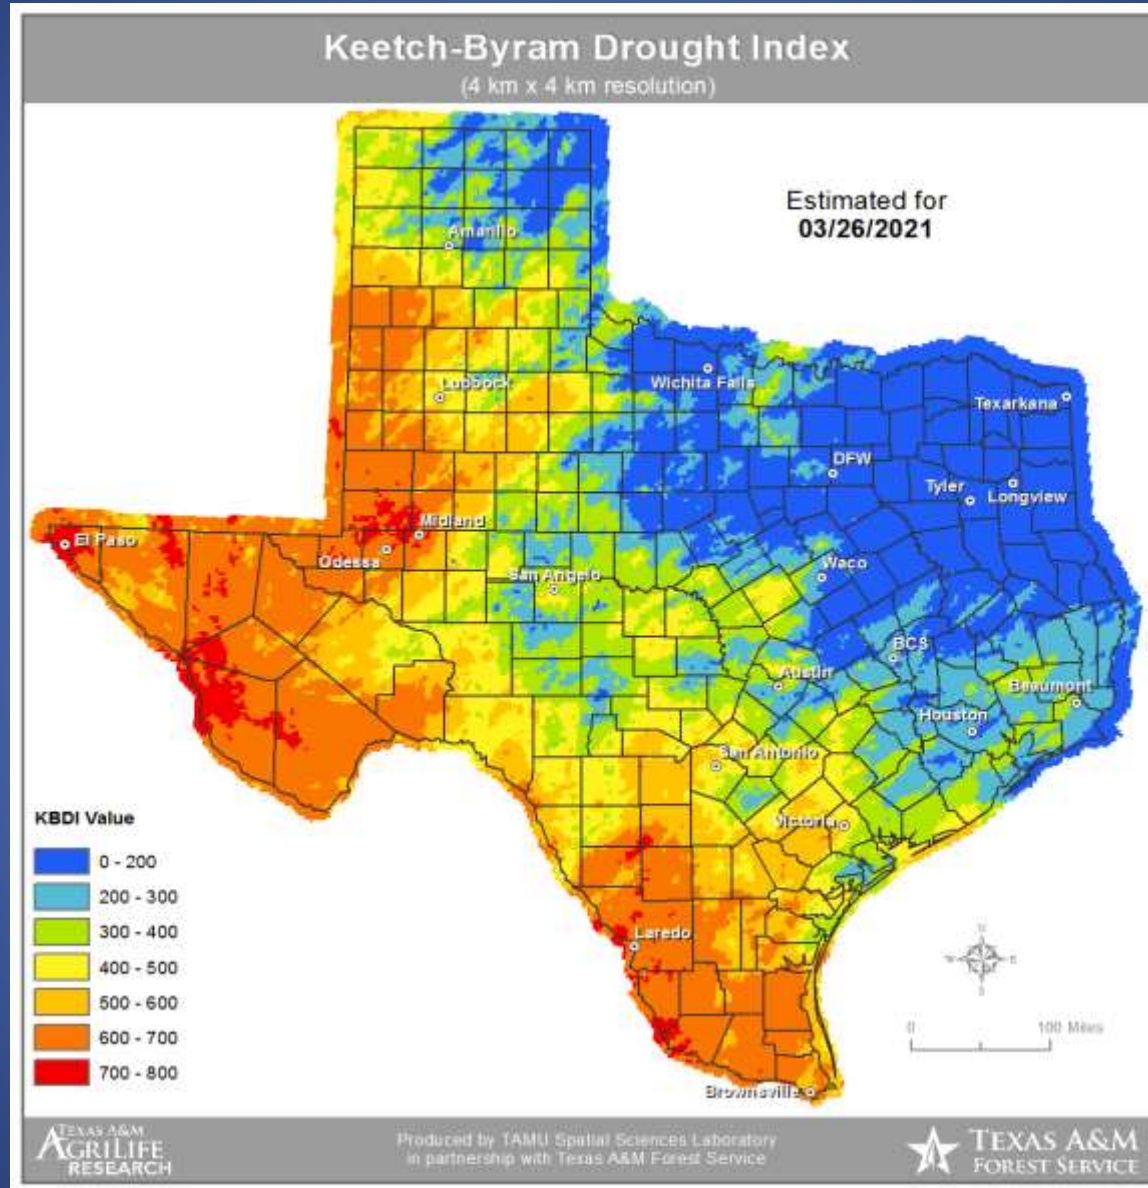 Keetch-Byram Drought Index
(4 km x 4 km resolution)
Estimated for
03/26/2021
Amarillo
Lubbock
Wichita Falls
Texarkana
DFW
Tyler
Longview
Midland
El Paso
Odessa
San Angelo
Waco
BCS
Austin
Beaumont
Houston
San Antonio
Victoria
Laredo
Brownsville
KBDI Value
0 - 200
200 - 300
300 - 400
400 - 500
500 - 600
600 - 700
700 - 800
N
W E
S
0 100 Miles
TEXAS A&M
AGRILIFE
RESEARCH
Produced by TAMU Spatial Sciences Laboratory
in partnership with Texas A&M Forest Service
TEXAS A&M
FOREST SERVICE